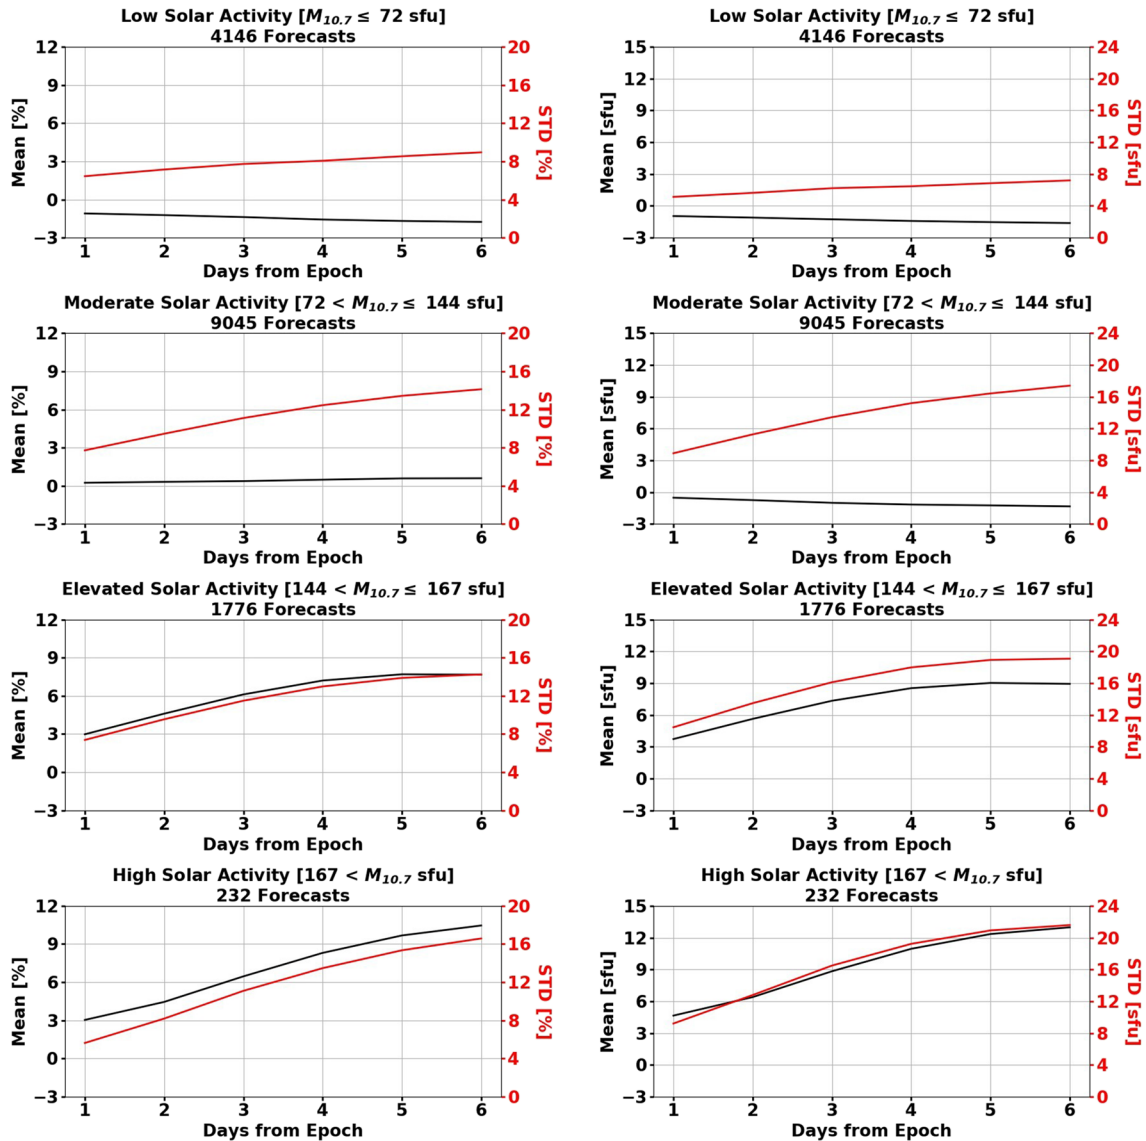 Low Solar Activity [M10.7 ≤ 72 sfu]
4146 Forecasts
12
9
6
3
0
−3
Mean [%]
20
16
12
8
4
0
STD [%]
1 2 3 4 5 6
Days from Epoch
Low Solar Activity [M10.7 ≤ 72 sfu]
4146 Forecasts
15
12
9
6
3
0
−3
Mean [sfu]
24
20
16
12
8
4
0
STD [sfu]
1 2 3 4 5 6
Days from Epoch
Moderate Solar Activity [72 < M10.7 ≤ 144 sfu]
9045 Forecasts
12
9
6
3
0
−3
Mean [%]
20
16
12
8
4
0
STD [%]
1 2 3 4 5 6
Days from Epoch
Moderate Solar Activity [72 < M10.7 ≤ 144 sfu]
9045 Forecasts
15
12
9
6
3
0
−3
Mean [sfu]
24
20
16
12
8
4
0
STD [sfu]
1 2 3 4 5 6
Days from Epoch
Elevated Solar Activity [144 < M10.7 ≤ 167 sfu]
1776 Forecasts
12
9
6
3
0
−3
Mean [%]
20
16
12
8
4
0
STD [%]
1 2 3 4 5 6
Days from Epoch
Elevated Solar Activity [144 < M10.7 ≤ 167 sfu]
1776 Forecasts
15
12
9
6
3
0
−3
Mean [sfu]
24
20
16
12
8
4
0
STD [sfu]
1 2 3 4 5 6
Days from Epoch
High Solar Activity [167 < M10.7 sfu]
232 Forecasts
12
9
6
3
0
−3
Mean [%]
20
16
12
8
4
0
STD [%]
1 2 3 4 5 6
Days from Epoch
High Solar Activity [167 < M10.7 sfu]
232 Forecasts
15
12
9
6
3
0
−3
Mean [sfu]
24
20
16
12
8
4
0
STD [sfu]
1 2 3 4 5 6
Days from Epoch